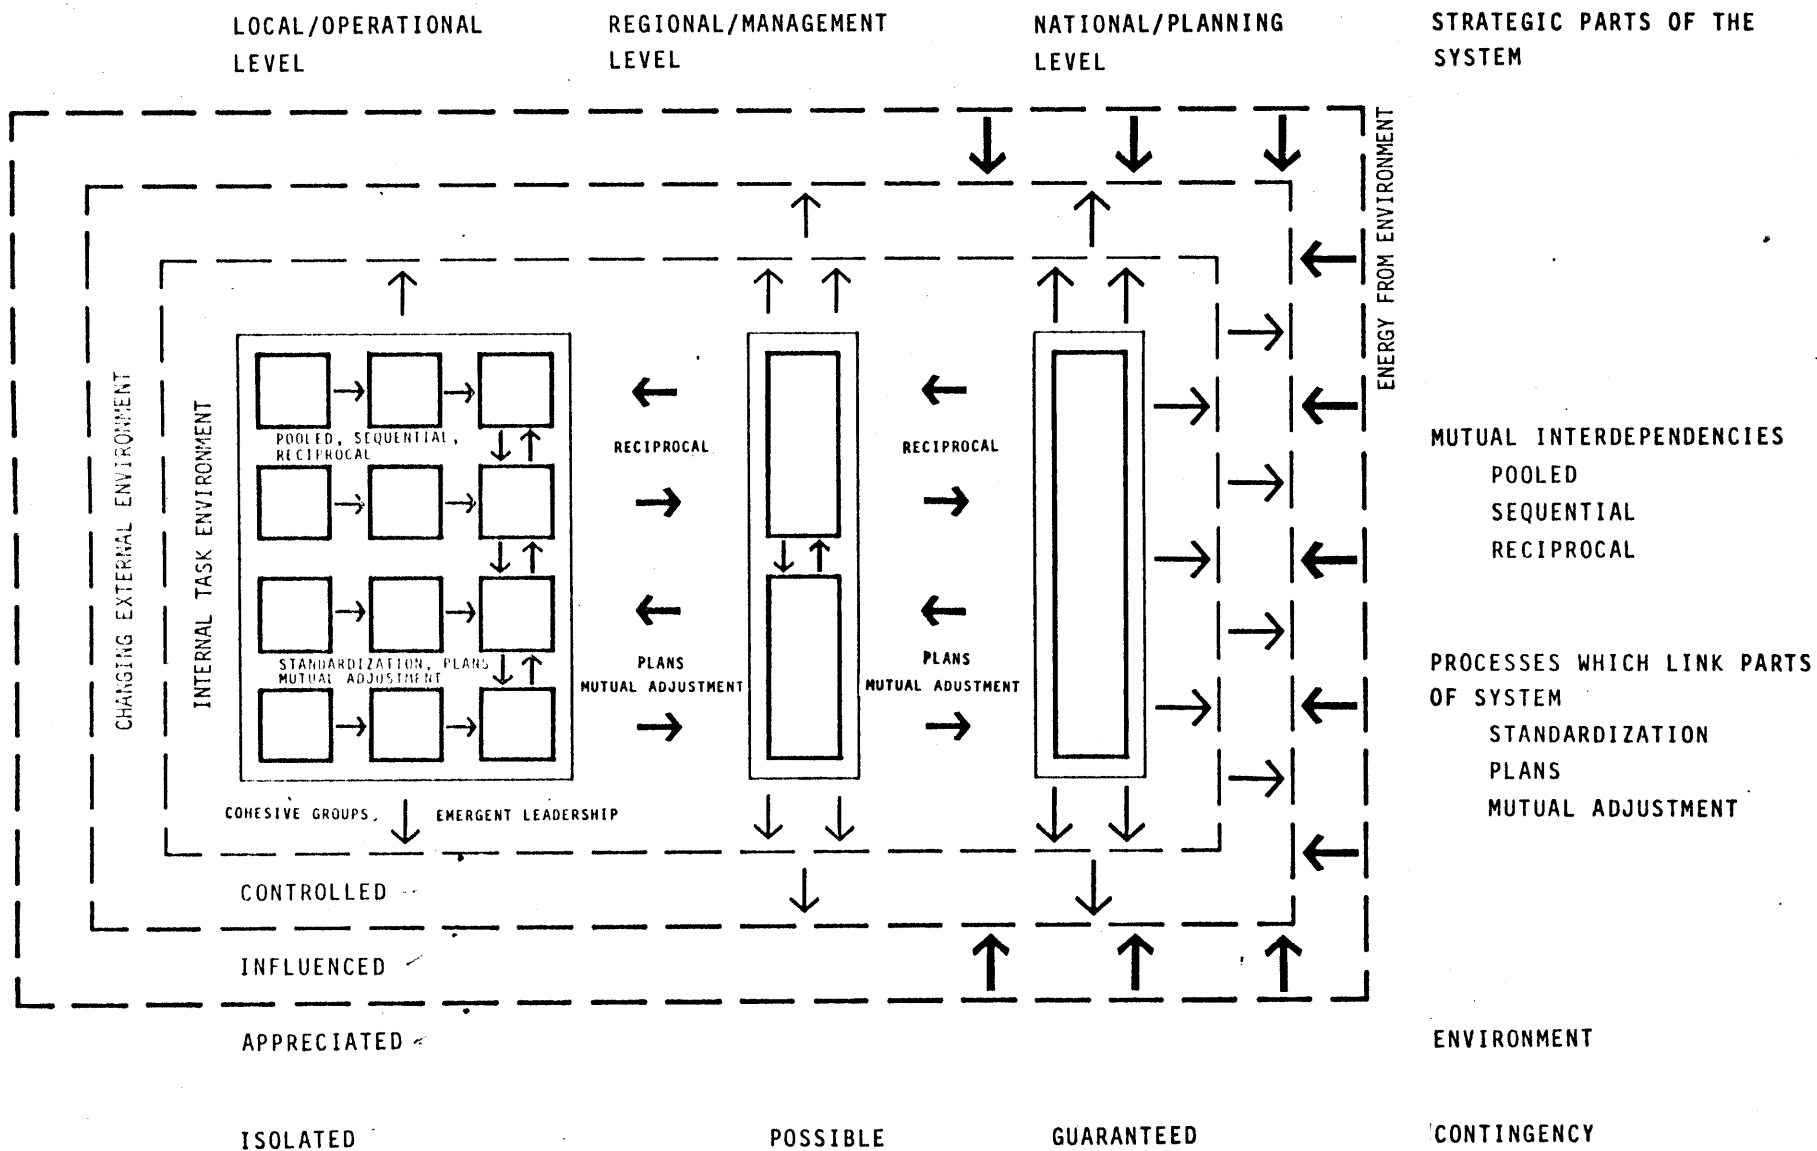 LOCAL/OPERATIONAL
LEVEL
REGIONAL/MANAGEMENT
LEVEL
NATIONAL/PLANNING
LEVEL
STRATEGIC PARTS OF THE
SYSTEM
ENERGY FROM ENVIRONMENT
CHANGING EXTERNAL ENVIRONMENT
INTERNAL TASK ENVIRONMENT
POOLED, SEQUENTIAL,
RECIPROCAL
RECIPROCAL
RECIPROCAL
MUTUAL INTERDEPENDENCIES
POOLED
SEQUENTIAL
RECIPROCAL
STANDARDIZATION, PLANS
MUTUAL ADJUSTMENT
PLANS
MUTUAL ADJUSTMENT
PLANS
MUTUAL ADUSTMENT
PROCESSES WHICH LINK PARTS
OF SYSTEM
STANDARDIZATION
PLANS
MUTUAL ADJUSTMENT
COHESIVE GROUPS, EMERGENT LEADERSHIP
CONTROLLED
INFLUENCED
APPRECIATED
ENVIRONMENT
ISOLATED
POSSIBLE
GUARANTEED
CONTINGENCY